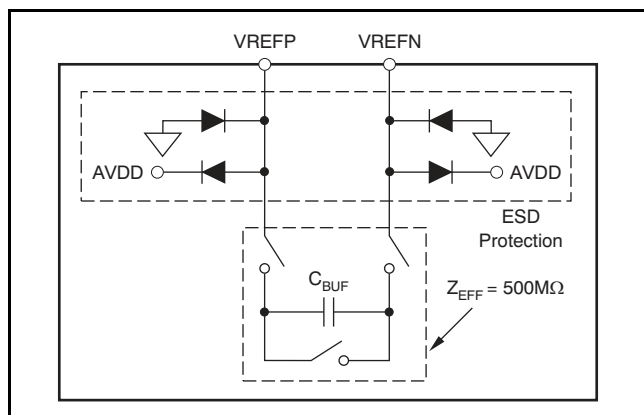 VREFP VREFN
AVDD AVDD
ESD
Protection
C_BUF
Z_EFF = 500MΩ